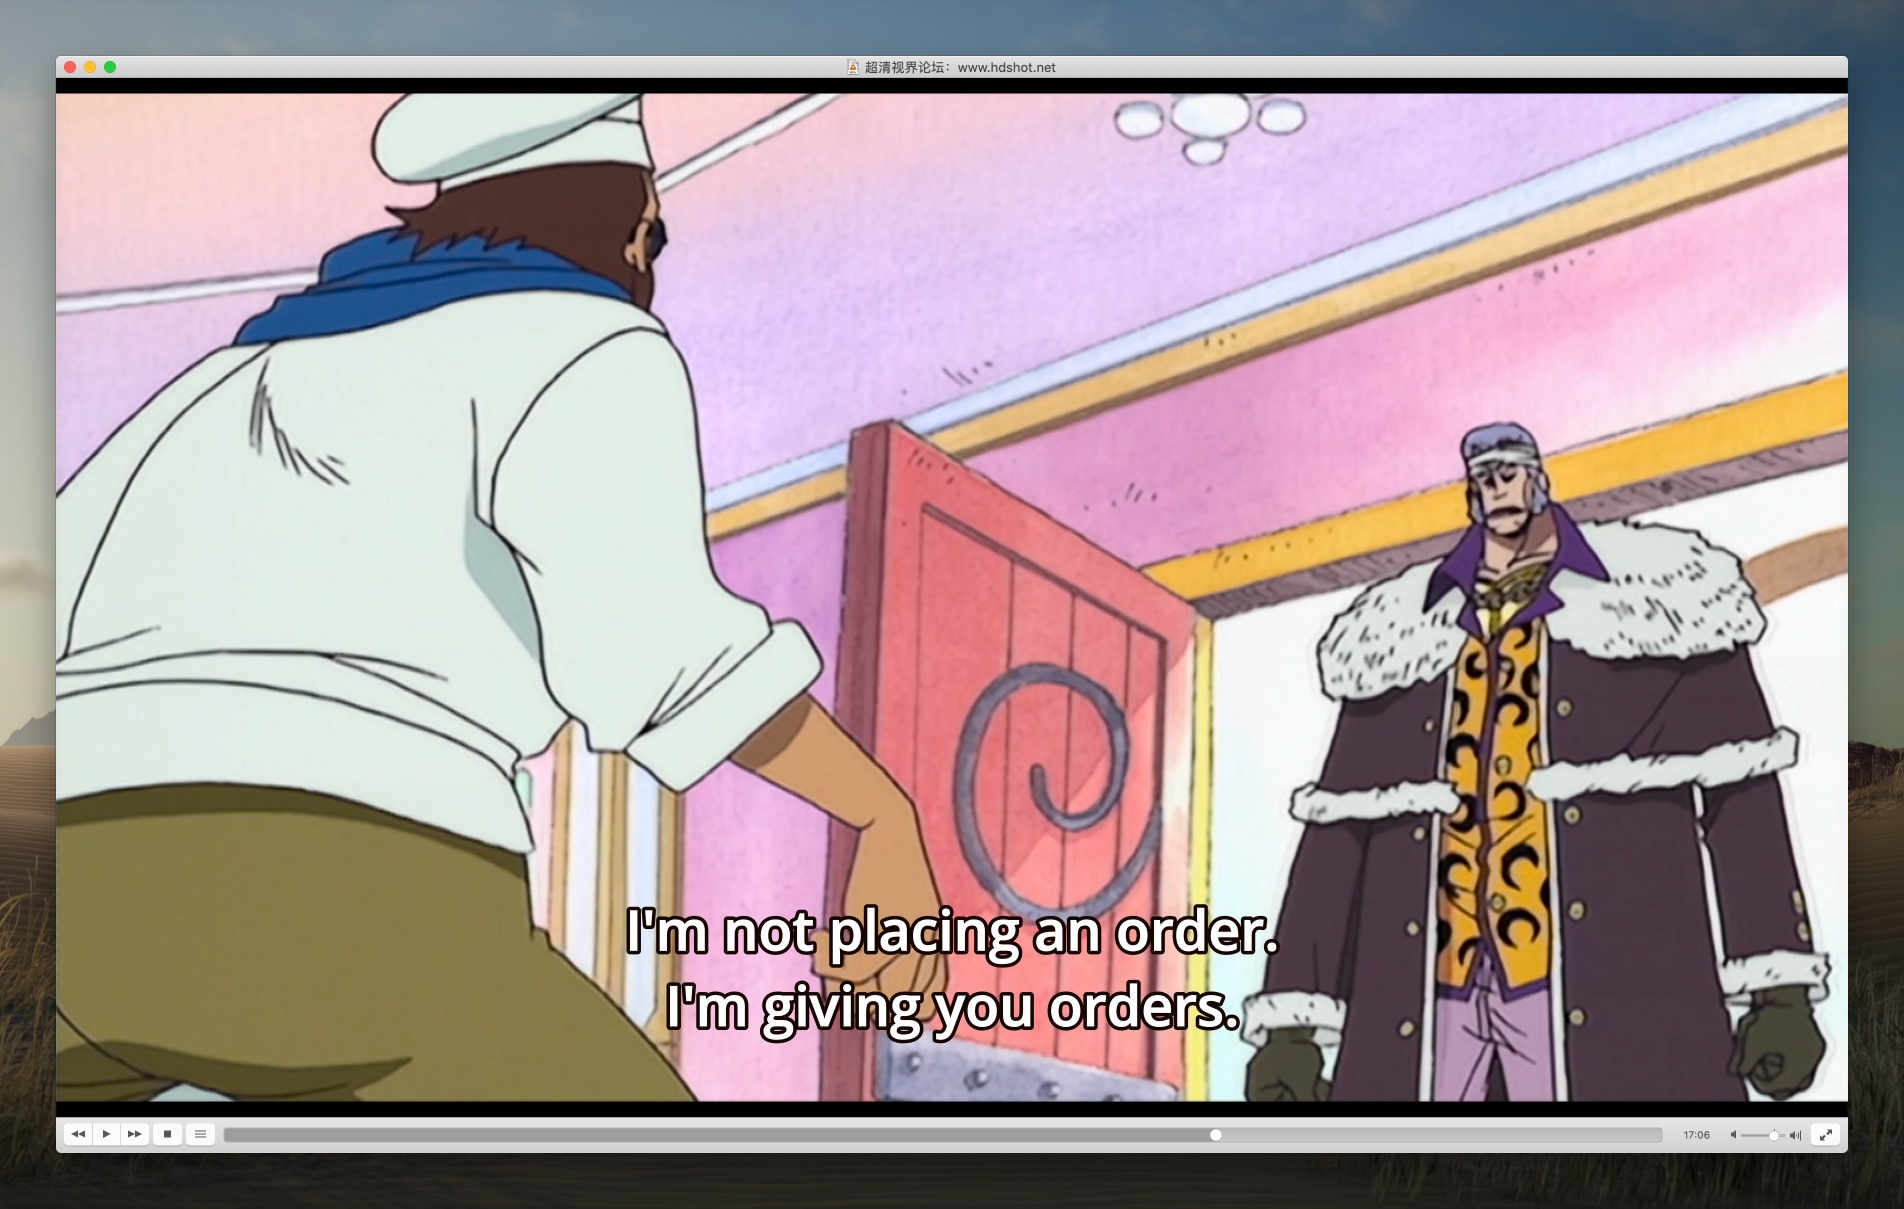 超清视界论坛：www.hdshot.net
I'm not placing an order.
I'm giving you orders.
17:06